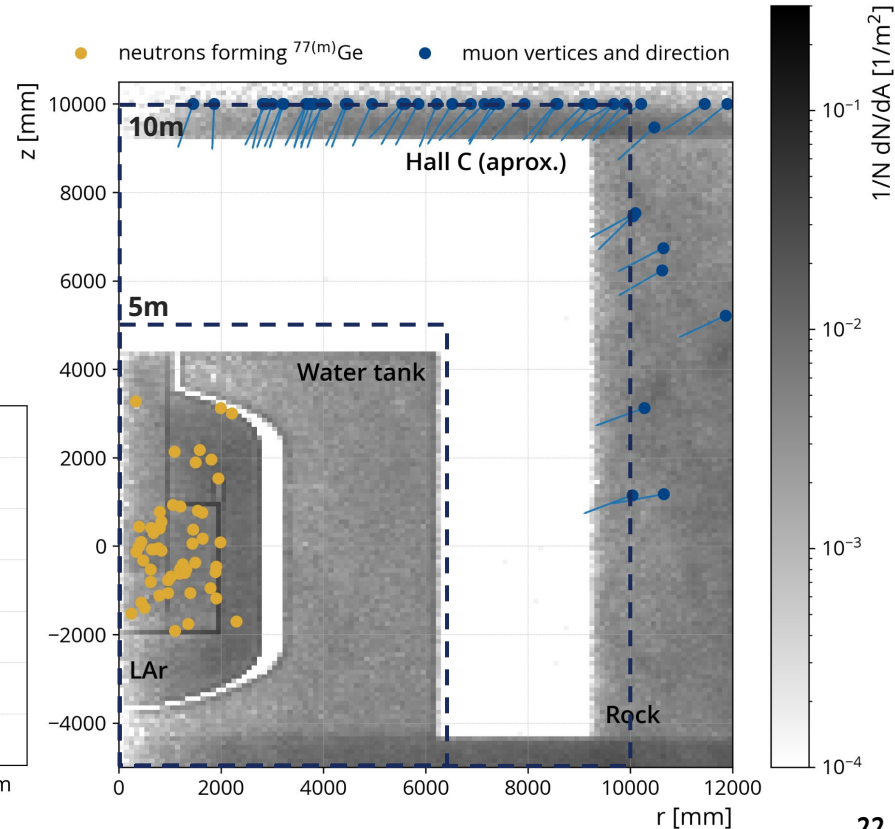 neutrons forming 77(m)Ge
muon vertices and direction
z [mm]
10000
8000
6000
4000
2000
0
−2000
−4000
10m
Hall C (aprox.)
5m
Water tank
LAr
Rock
0
2000
4000
6000
8000
10000
12000
r [mm]
1/N dN/dA [1/m²]
10⁻¹
10⁻²
10⁻³
10⁻⁴
m
22